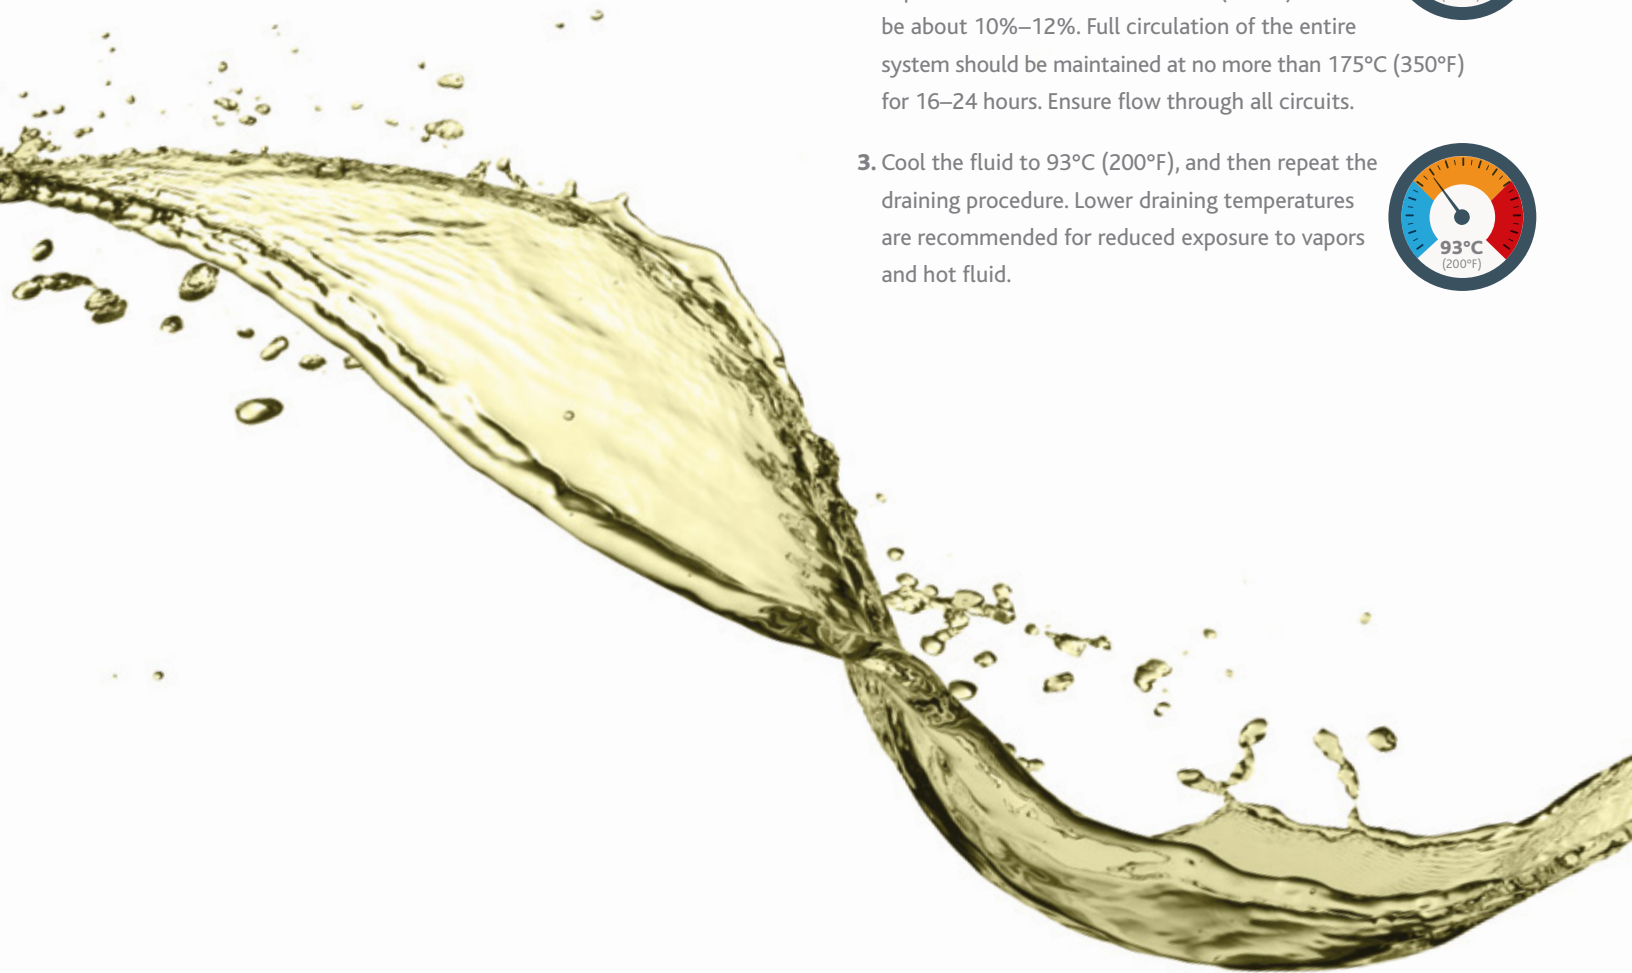 be about 10%–12%. Full circulation of the entire
system should be maintained at no more than 175°C (350°F)
for 16–24 hours. Ensure flow through all circuits.
3. Cool the fluid to 93°C (200°F), and then repeat the
draining procedure. Lower draining temperatures
are recommended for reduced exposure to vapors
and hot fluid.
93°C
(200°F)